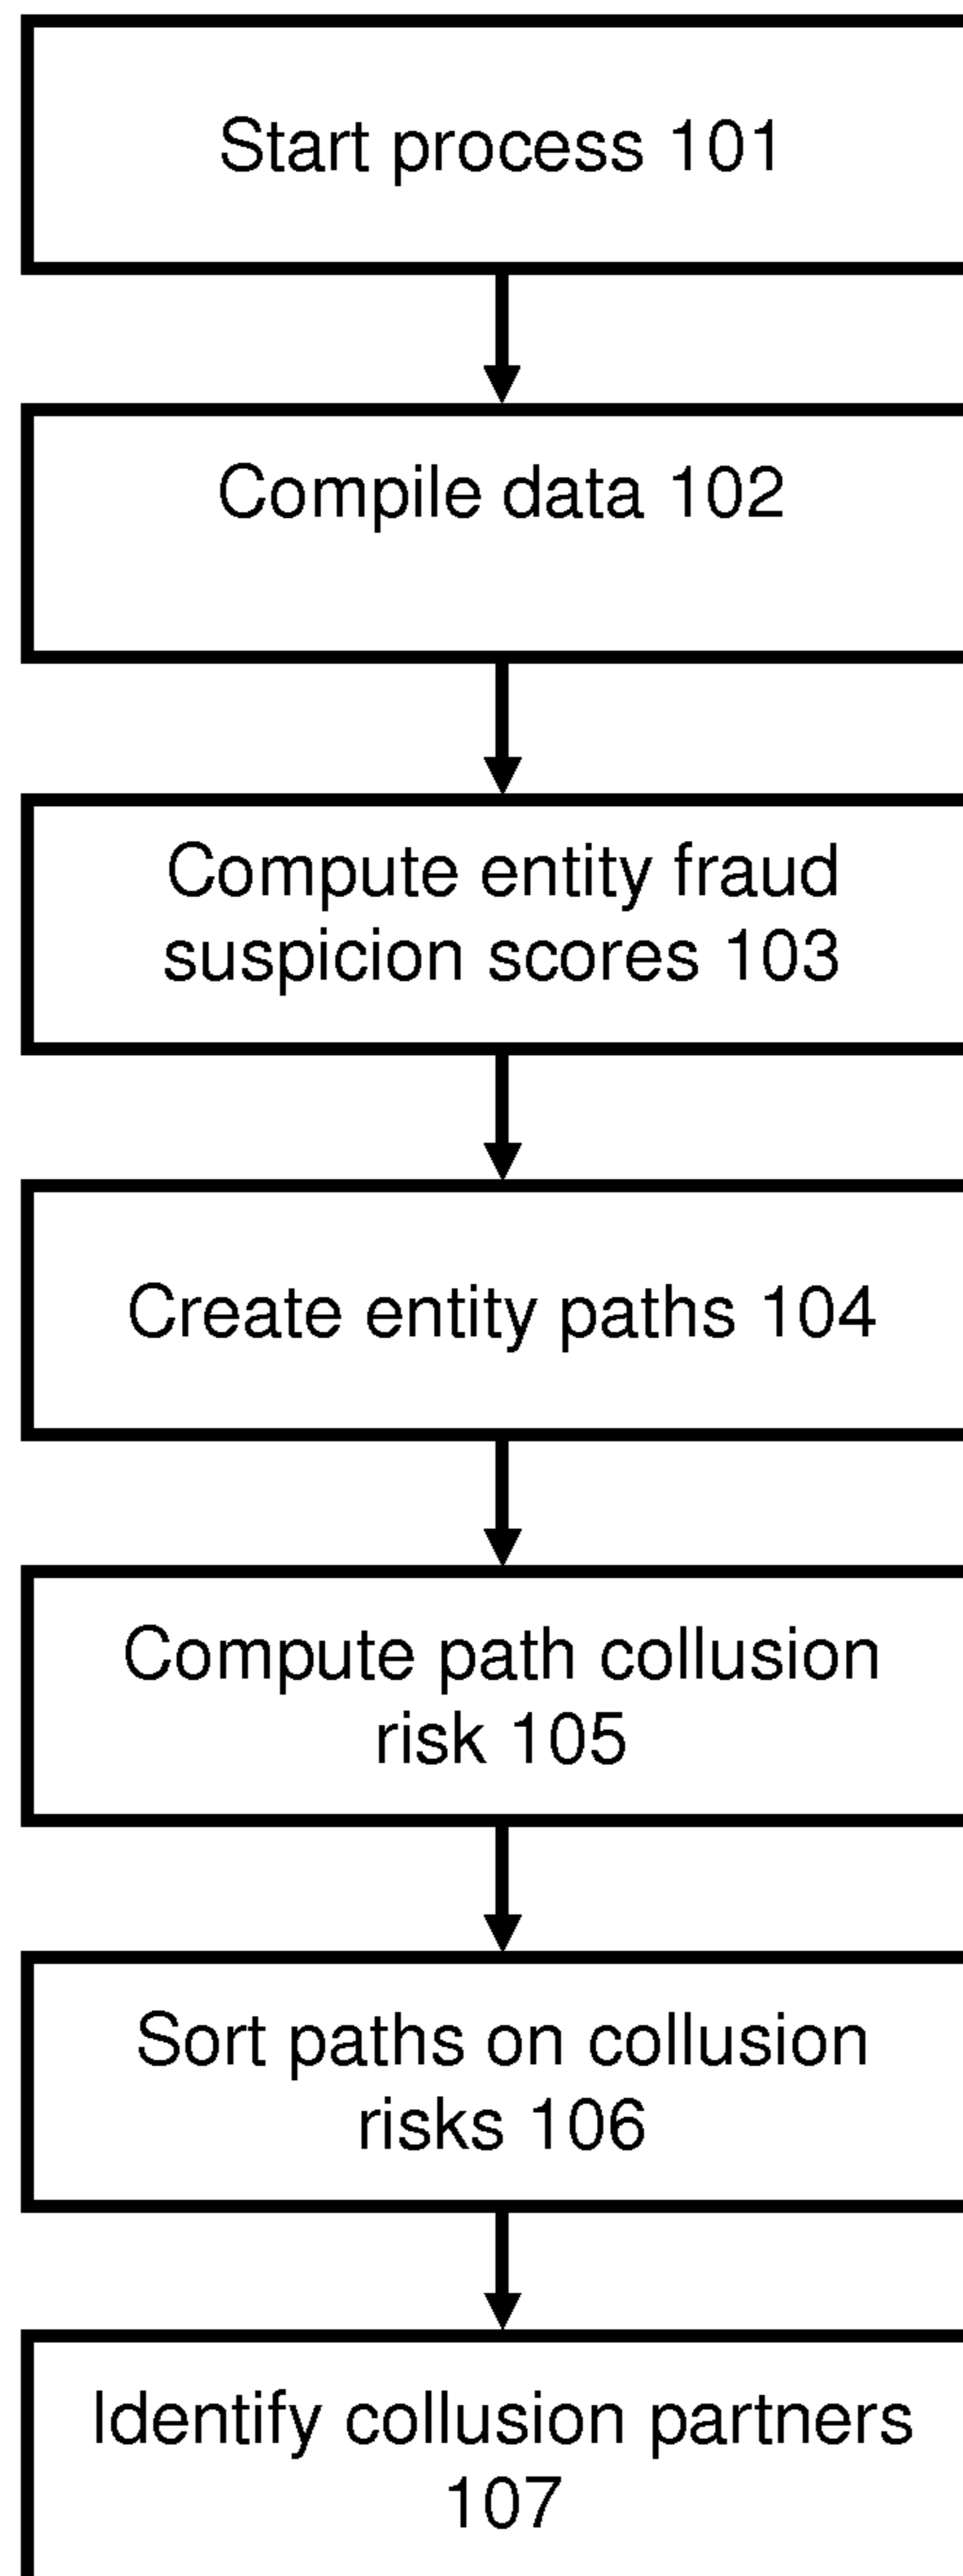 Start process 101
Compile data 102
Compute entity fraud
suspicion scores 103
Create entity paths 104
Compute path collusion
risk 105
Sort paths on collusion
risks 106
Identify collusion partners
107